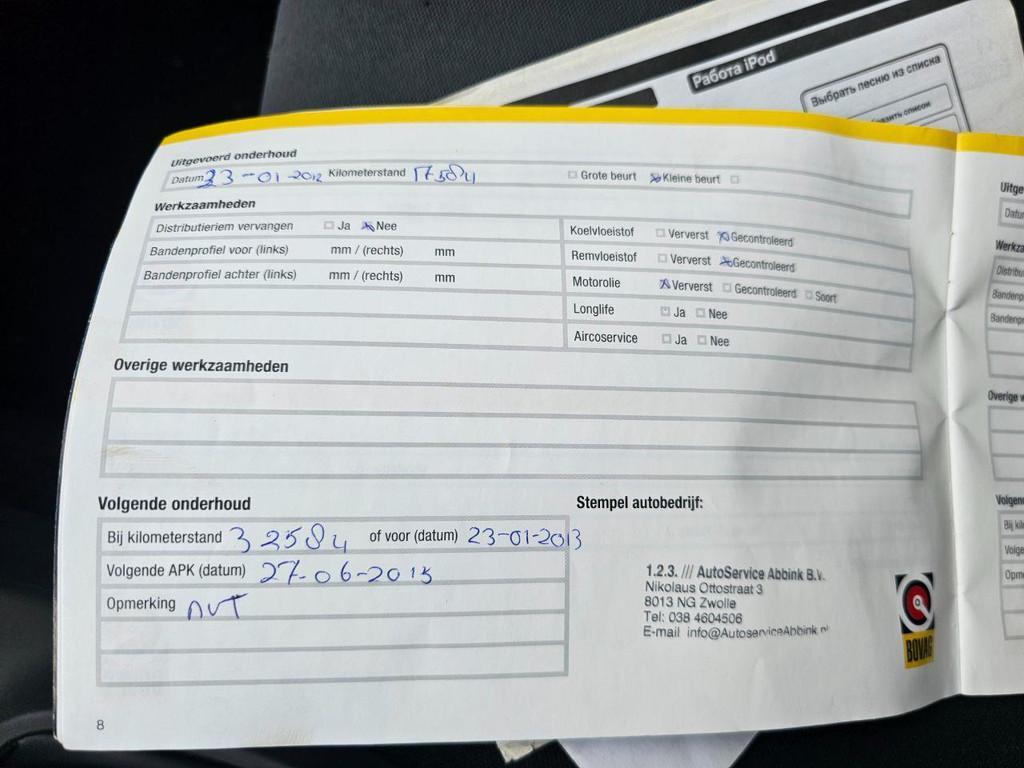 Работа iPod
Выбрать песню из списка
список
Uitgevoerd onderhoud
Datum 23-01-2012 Kilometerstand 17584 Grote beurt Kleine beurt
Werkzaamheden
Distributieriem vervangen Ja Nee
Bandenprofiel voor (links) mm / (rechts) mm
Bandenprofiel achter (links) mm / (rechts) mm
Koelvloeistof Ververst Gecontroleerd
Remvloeistof Ververst Gecontroleerd
Motorolie Ververst Gecontroleerd Soort
Longlife Ja Nee
Aircoservice Ja Nee
Overige werkzaamheden
Volgende onderhoud
Bij kilometerstand 32584 of voor (datum) 23-01-2013
Volgende APK (datum) 27-06-2013
Opmerking nvt
Stempel autobedrijf:
1.2.3. /// AutoService Abbink B.V.
Nikolaus Ottostraat 3
8013 NG Zwolle
Tel: 038 4604506
E-mail info@AutoserviceAbbink.nl
BOVAG
8